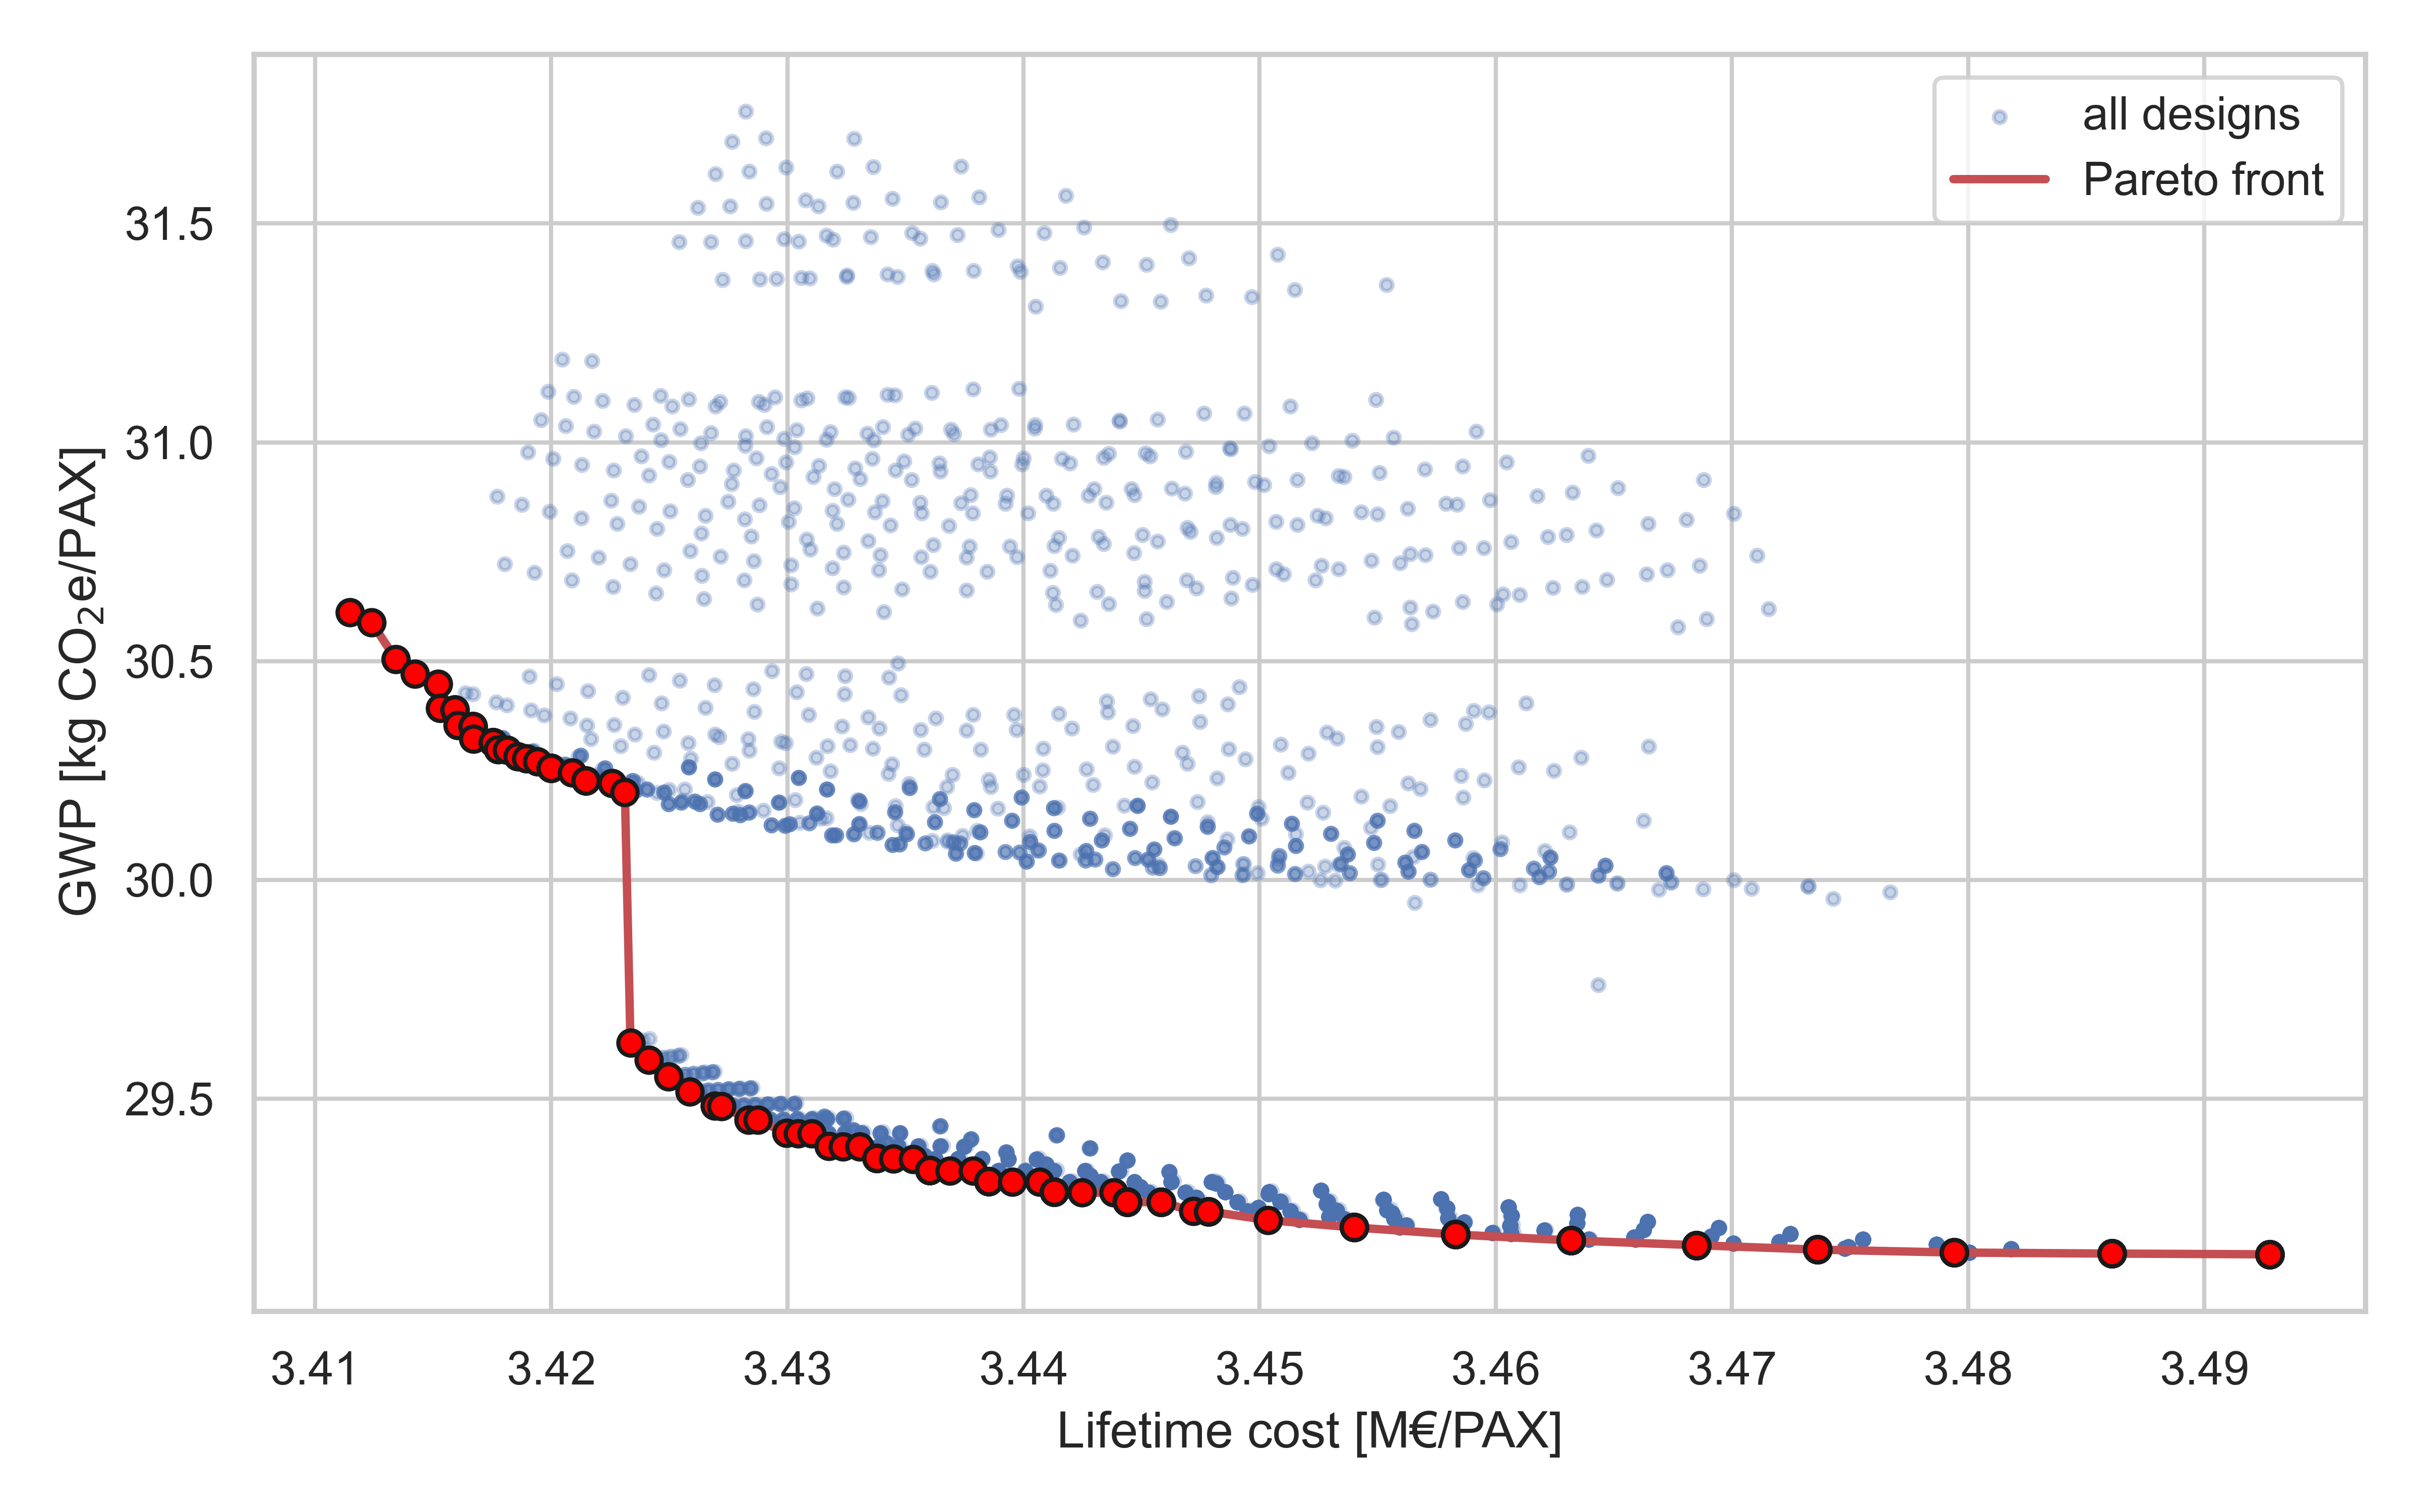 all designs
Pareto front
GWP [kg CO₂e/PAX]
31.5
31.0
30.5
30.0
29.5
3.41 3.42 3.43 3.44 3.45 3.46 3.47 3.48 3.49
Lifetime cost [M€/PAX]